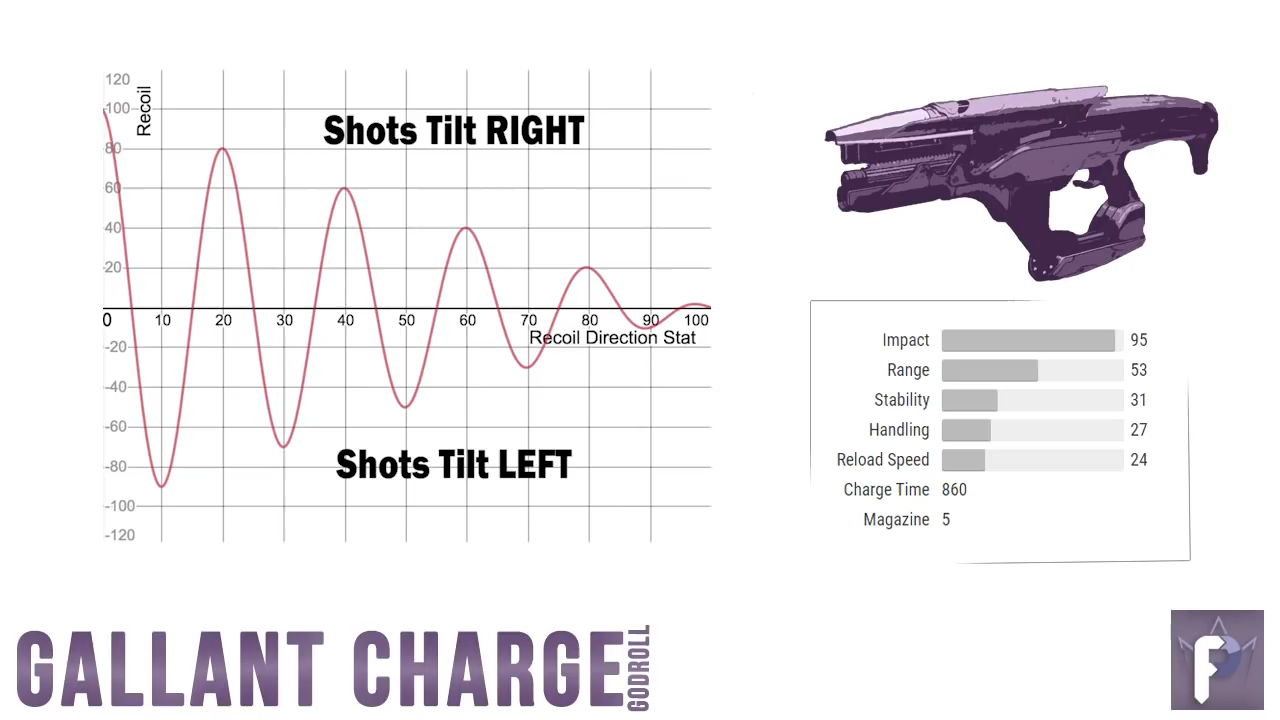 120
100
80
60
40
20
-20
-40
-60
-80
-100
-120
Recoil
Shots Tilt RIGHT
0 10 20 30 40 50 60 70 80 90 100
Recoil Direction Stat
Shots Tilt LEFT
Impact 95
Range 53
Stability 31
Handling 27
Reload Speed 24
Charge Time 860
Magazine 5
GALLANT CHARGE
GODROLL